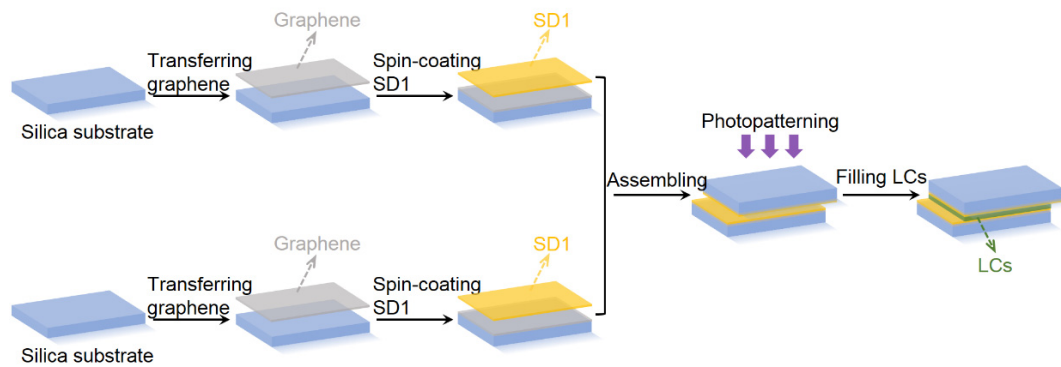 Graphene
SD1
Transferring
graphene
Spin-coating
SD1
Silica substrate
Photopatterning
Assembling
Filling LCs
LCs
Graphene
SD1
Transferring
graphene
Spin-coating
SD1
Silica substrate